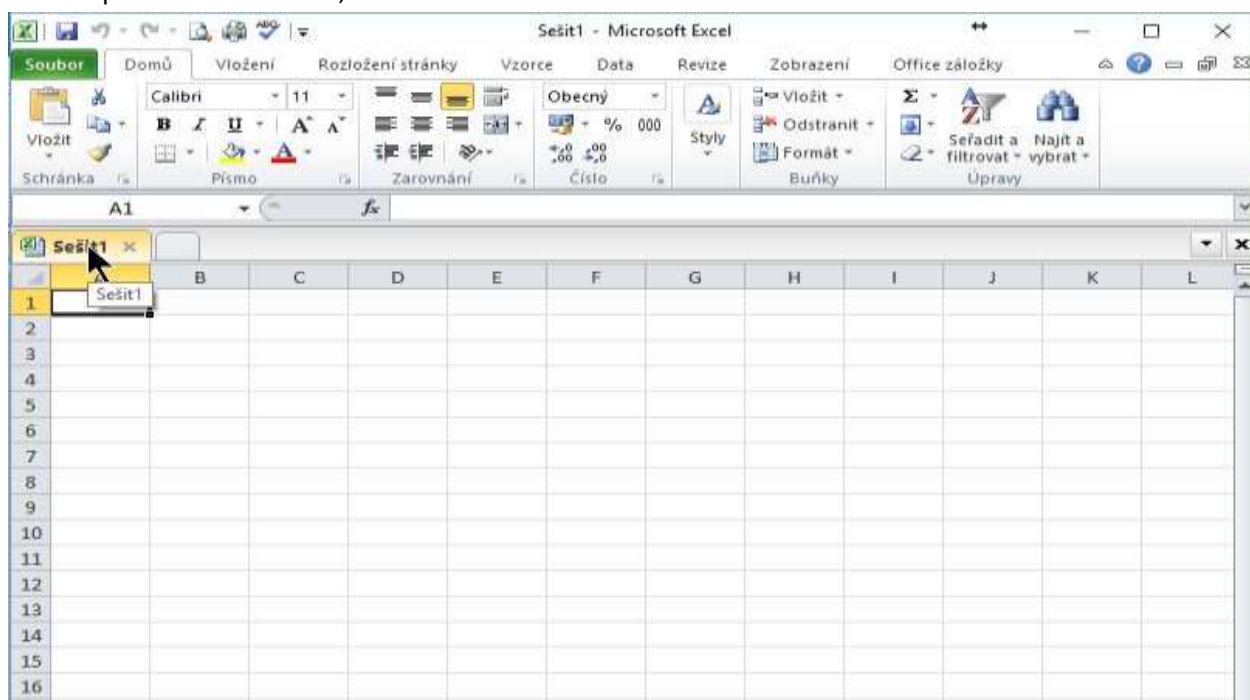 Sešit1 - Microsoft Excel
Soubor Domů Vložení Rozložení stránky Vzorce Data Revize Zobrazení Office záložky
Calibri 11 Obecný Vložit Σ
B I U A A % 000 Odstranit
Vložit A ,00 Styly Formát Seřadit a filtrovat Najít a vybrat
Schránka Písmo Zarovnání Číslo Buňky Úpravy
A1 fx
Sešit1
A B C D E F G H I J K L
Sešit1
1
2
3
4
5
6
7
8
9
10
11
12
13
14
15
16